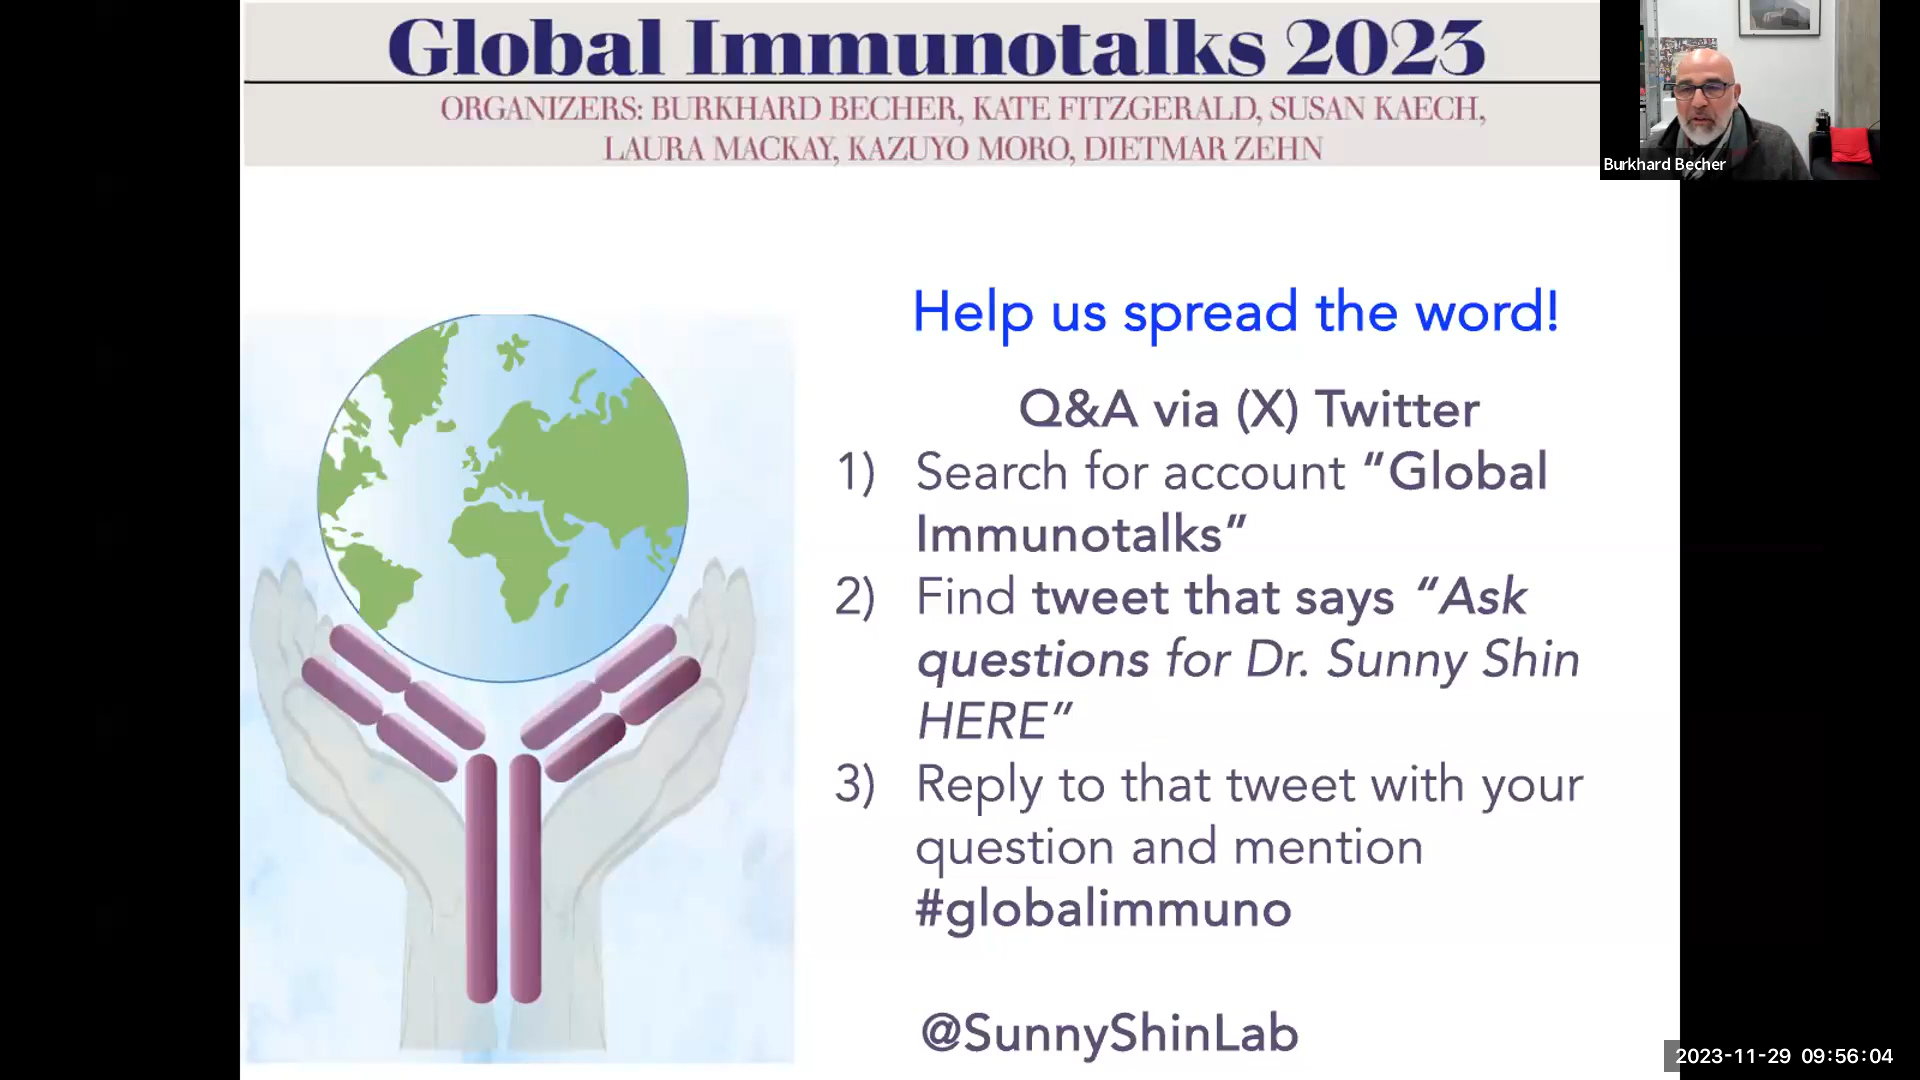 Global Immunotalks 2023
ORGANIZERS: BURKHARD BECHER, KATE FITZGERALD, SUSAN KAECH,
LAURA MACKAY, KAZUYO MORO, DIETMAR ZEHN
Burkhard Becher
Help us spread the word!
Q&A via (X) Twitter
1) Search for account “Global
Immunotalks”
2) Find tweet that says “Ask
questions for Dr. Sunny Shin
HERE”
3) Reply to that tweet with your
question and mention
#globalimmuno
@SunnyShinLab
2023-11-29 09:56:04